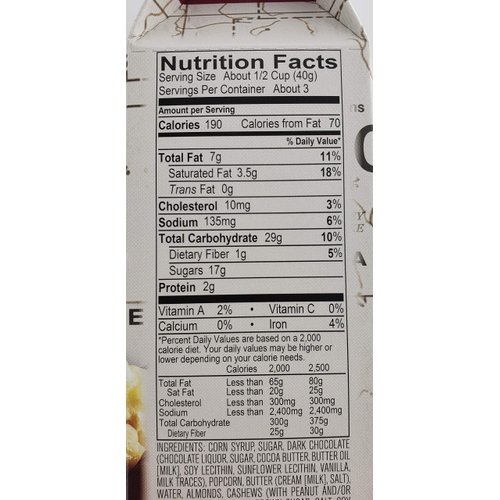 Nutrition Facts
Serving Size About 1/2 Cup (40g)
Servings Per Container About 3
Amount per Serving
Calories 190 Calories from Fat 70
% Daily Value*
Total Fat 7g 11%
Saturated Fat 3.5g 18%
Trans Fat 0g
Cholesterol 10mg 3%
Sodium 135mg 6%
Total Carbohydrate 29g 10%
Dietary Fiber 1g 5%
Sugars 17g
Protein 2g
Vitamin A 2% • Vitamin C 0%
Calcium 0% • Iron 4%
*Percent Daily Values are based on a 2,000
calorie diet. Your daily values may be higher or
lower depending on your calorie needs.
Calories 2,000 2,500
Total Fat Less than 65g 80g
Sat Fat Less than 20g 25g
Cholesterol Less than 300mg 300mg
Sodium Less than 2,400mg 2,400mg
Total Carbohydrate 300g 375g
Dietary Fiber 25g 30g
INGREDIENTS: CORN SYRUP, SUGAR, DARK CHOCOLATE
(CHOCOLATE LIQUOR, SUGAR, COCOA BUTTER, BUTTER OIL
[MILK], SOY LECITHIN, SUNFLOWER LECITHIN, VANILLA,
MILK TRACES), POPCORN, BUTTER (CREAM [MILK], SALT),
WATER, ALMONDS, CASHEWS (WITH PEANUT AND/OR